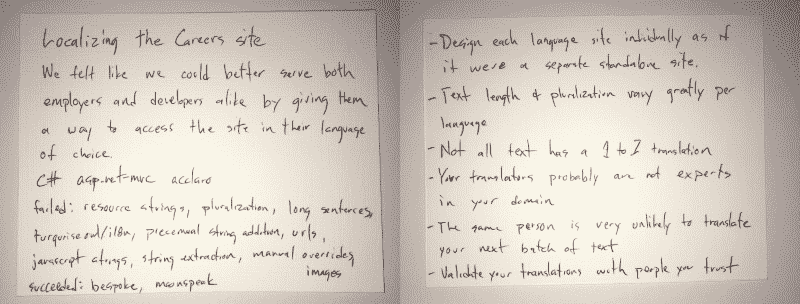 Localizing the Careers site
We felt like we could better serve both
employers and developers alike by giving them
a way to access the site in their language
of choice.
C# asp.net-mvc acclaro
failed: resource strings, pluralization, long sentences,
turquoise owl/i18n, piecemeal string addition, urls,
javascript strings, string extraction, manual overrides,
images
succeeded: bespoke, moonspeak
- Design each language site individually as if
it were a separate standalone site.
- Text length & pluralization vary greatly per
language
- Not all text has a 1 to 1 translation
- Your translators probably are not experts
in your domain
- The same person is very unlikely to translate
your next batch of text
- Validate your translations with people you trust